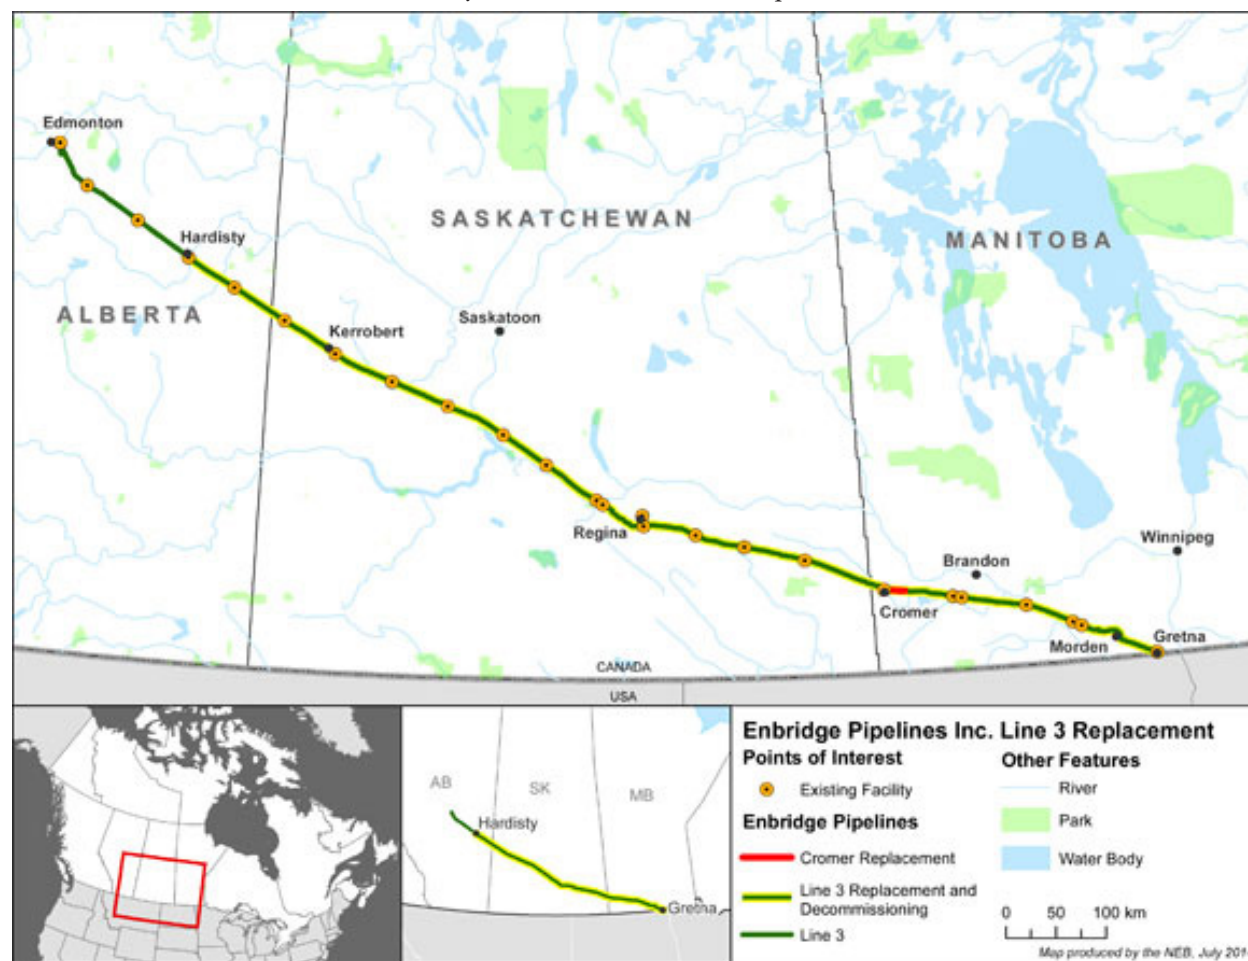 Edmonton
SASKATCHEWAN
MANITOBA
Hardisty
ALBERTA
Saskatoon
Kerrobert
Regina
Winnipeg
Brandon
Cromer
Morden
Gretna
CANADA
USA
AB
SK
MB
Hardisty
Gretna
Enbridge Pipelines Inc. Line 3 Replacement
Points of Interest
Existing Facility
Enbridge Pipelines
Cromer Replacement
Line 3 Replacement and
Decommissioning
Line 3
Other Features
River
Park
Water Body
0 50 100 km
Map produced by the NEB, July 201